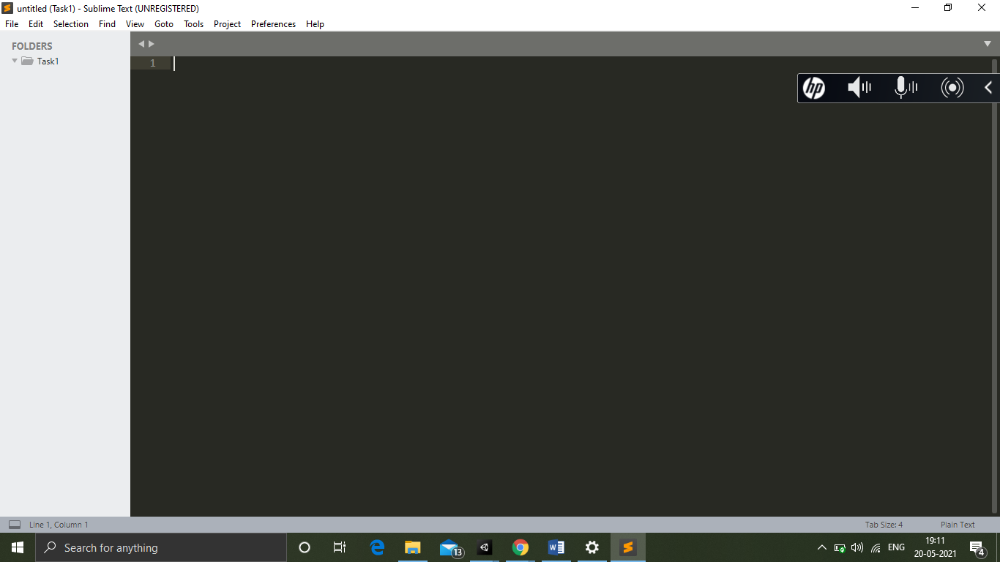 untitled (Task1) - Sublime Text (UNREGISTERED)
File Edit Selection Find View Goto Tools Project Preferences Help
FOLDERS
Task1
1
hp
Line 1, Column 1
Tab Size: 4
Plain Text
Search for anything
13
W
ENG
19:11
20-05-2021
4